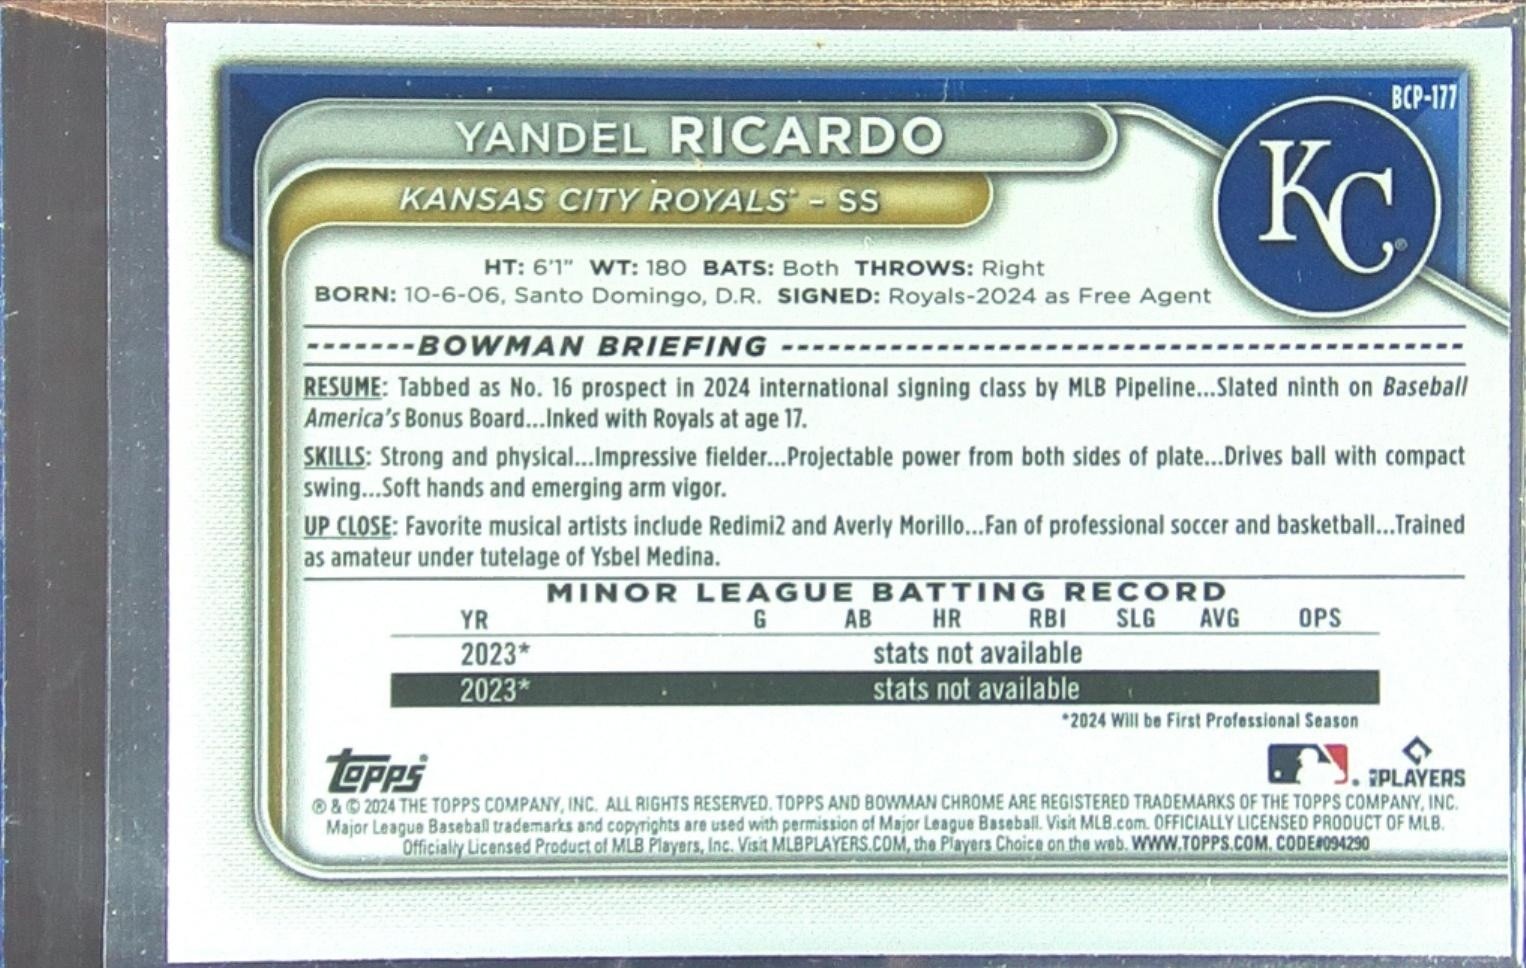 BCP-177
YANDEL RICARDO
KANSAS CITY ROYALS® – SS
KC®
HT: 6'1" WT: 180 BATS: Both THROWS: Right
BORN: 10-6-06, Santo Domingo, D.R. SIGNED: Royals-2024 as Free Agent
BOWMAN BRIEFING
RESUME: Tabbed as No. 16 prospect in 2024 international signing class by MLB Pipeline...Slated ninth on Baseball
America's Bonus Board...Inked with Royals at age 17.
SKILLS: Strong and physical...Impressive fielder...Projectable power from both sides of plate...Drives ball with compact
swing...Soft hands and emerging arm vigor.
UP CLOSE: Favorite musical artists include Redimi2 and Averly Morillo...Fan of professional soccer and basketball...Trained
as amateur under tutelage of Ysbel Medina.
MINOR LEAGUE BATTING RECORD
YR G AB HR RBI SLG AVG OPS
2023* stats not available
2023* stats not available
*2024 Will be First Professional Season
Topps®
PLAYERS
® & © 2024 THE TOPPS COMPANY, INC. ALL RIGHTS RESERVED. TOPPS AND BOWMAN CHROME ARE REGISTERED TRADEMARKS OF THE TOPPS COMPANY, INC.
Major League Baseball trademarks and copyrights are used with permission of Major League Baseball. Visit MLB.com. OFFICIALLY LICENSED PRODUCT OF MLB.
Officially Licensed Product of MLB Players, Inc. Visit MLBPLAYERS.COM, the Players Choice on the web. WWW.TOPPS.COM. CODE#094290